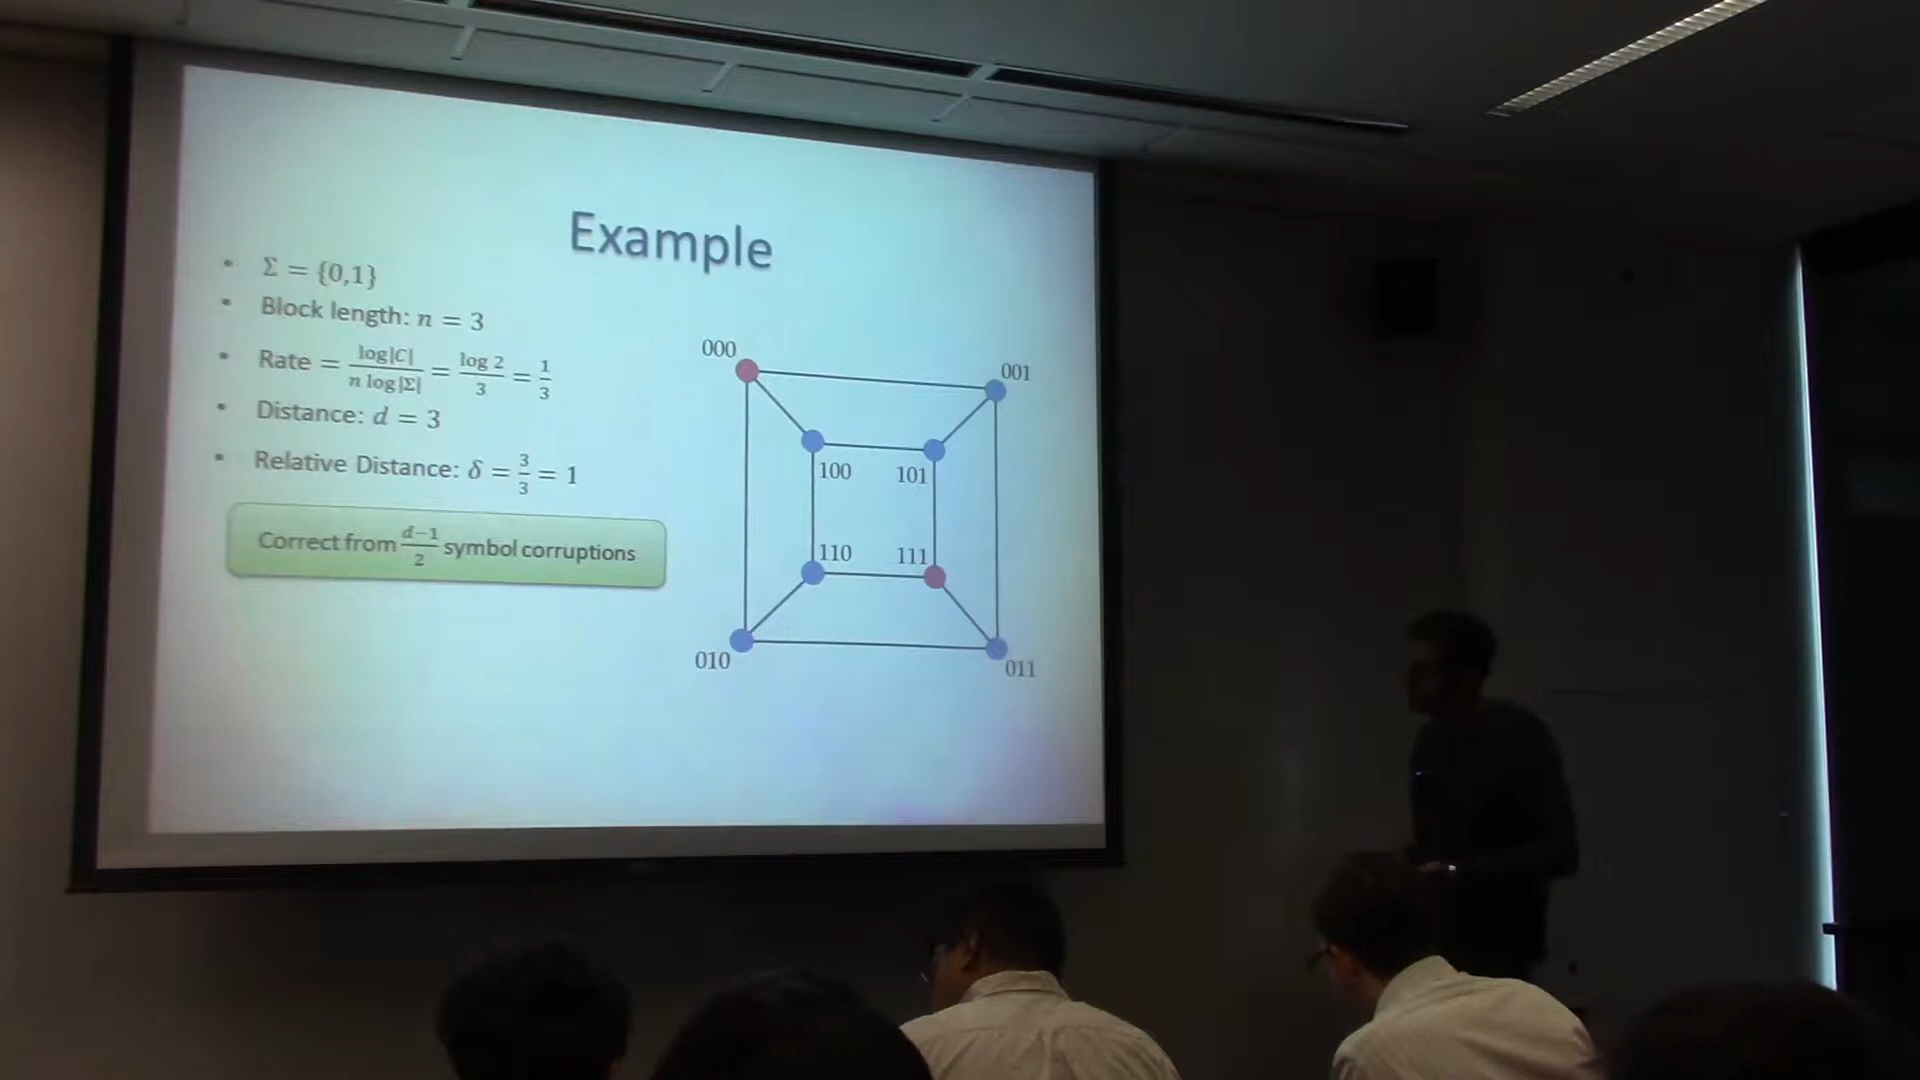 Example
• Σ = {0,1}
• Block length: n = 3
• Rate = log|C| / n log|Σ| = log 2 / 3 = 1/3
• Distance: d = 3
• Relative Distance: δ = 3/3 = 1
Correct from d−1/2 symbol corruptions
000
001
100
101
110
111
010
011